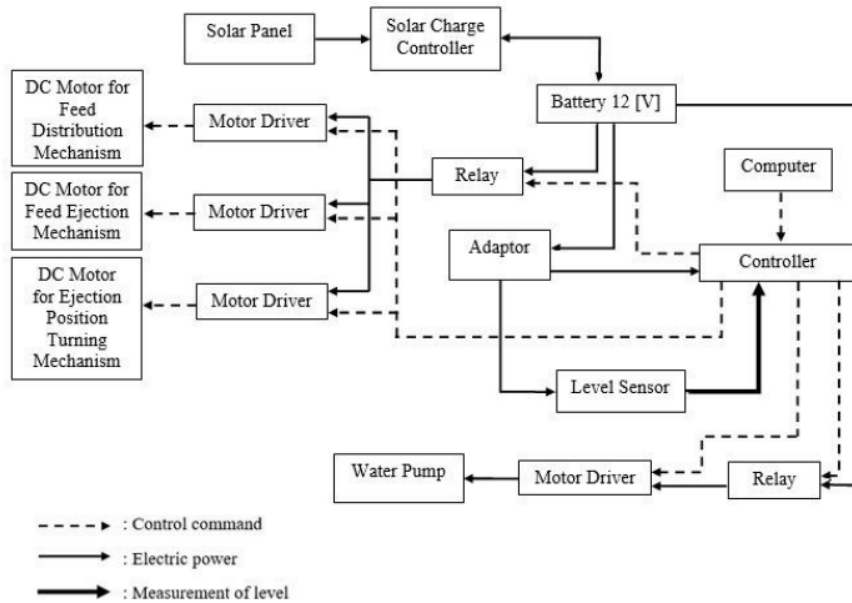 Solar Panel
Solar Charge
Controller
DC Motor for
Feed
Distribution
Mechanism
Motor Driver
Battery 12 [V]
Relay
Computer
DC Motor for
Feed Ejection
Mechanism
Motor Driver
Adaptor
Controller
DC Motor
for Ejection
Position
Turning
Mechanism
Motor Driver
Level Sensor
Water Pump
Motor Driver
Relay
: Control command
: Electric power
: Measurement of level